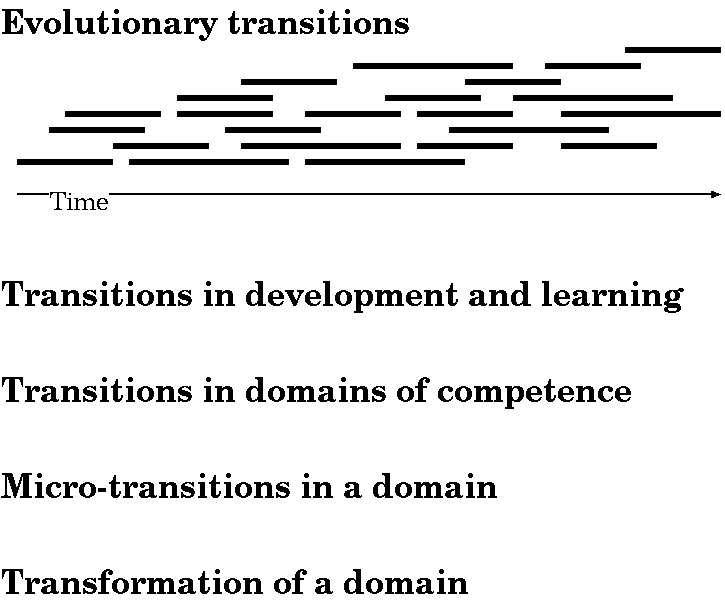 Evolutionary transitions
Time
Transitions in development and learning
Transitions in domains of competence
Micro-transitions in a domain
Transformation of a domain